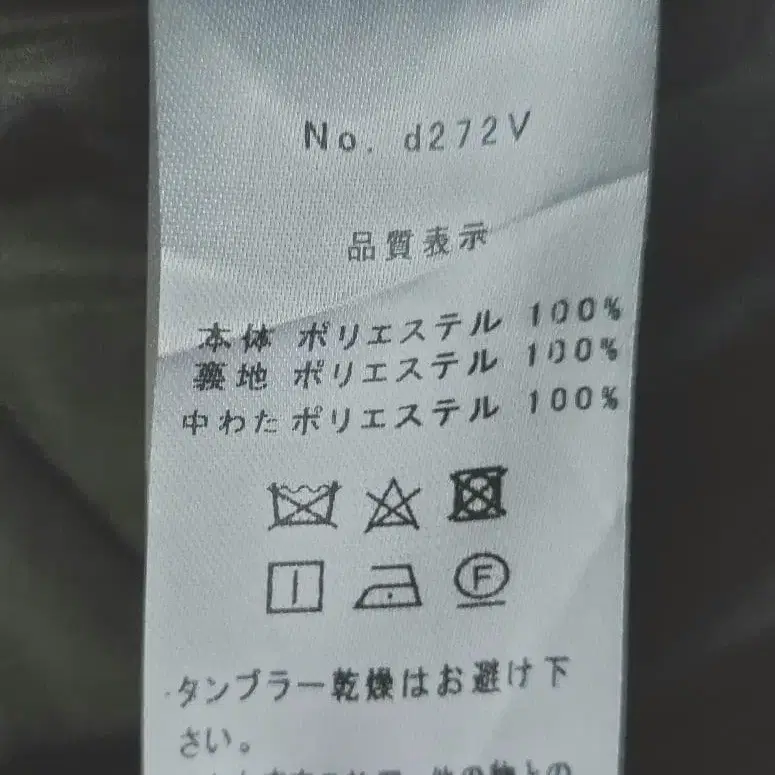 No. d272V
品質表示
本体 ポリエステル 100%
裏地 ポリエステル 100%
中わた ポリエステル 100%
F
タンブラー乾燥はお避け下
さい。